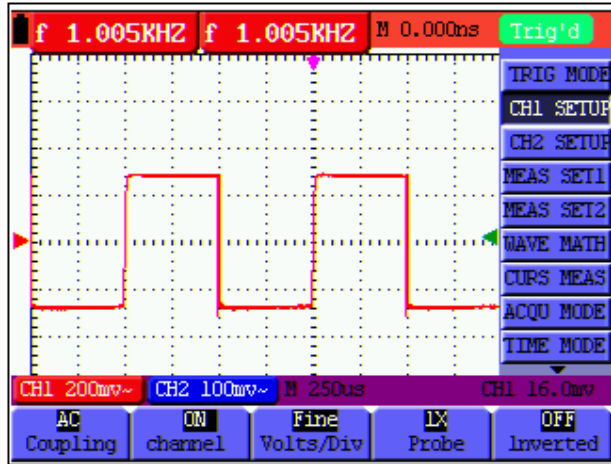 f 1.005KHZ f 1.005KHZ M 0.000ns Trig'd
TRIG MODE
CH1 SETUP
CH2 SETUP
MEAS SET1
MEAS SET2
WAVE MATH
CURS MEAS
ACQU MODE
TIME MODE
CH1 200mv~ CH2 100mv~ M 250us CH1 16.0mv
AC ON Fine 1X OFF
Coupling channel Volts/Div Probe Inverted